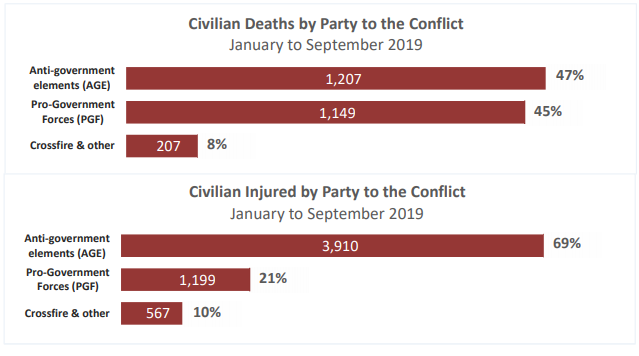 Civilian Deaths by Party to the Conflict
January to September 2019
Anti-government
elements (AGE)
1,207
47%
Pro-Government
Forces (PGF)
1,149
45%
Crossfire & other
207
8%
Civilian Injured by Party to the Conflict
January to September 2019
Anti-government
elements (AGE)
3,910
69%
Pro-Government
Forces (PGF)
1,199
21%
Crossfire & other
567
10%